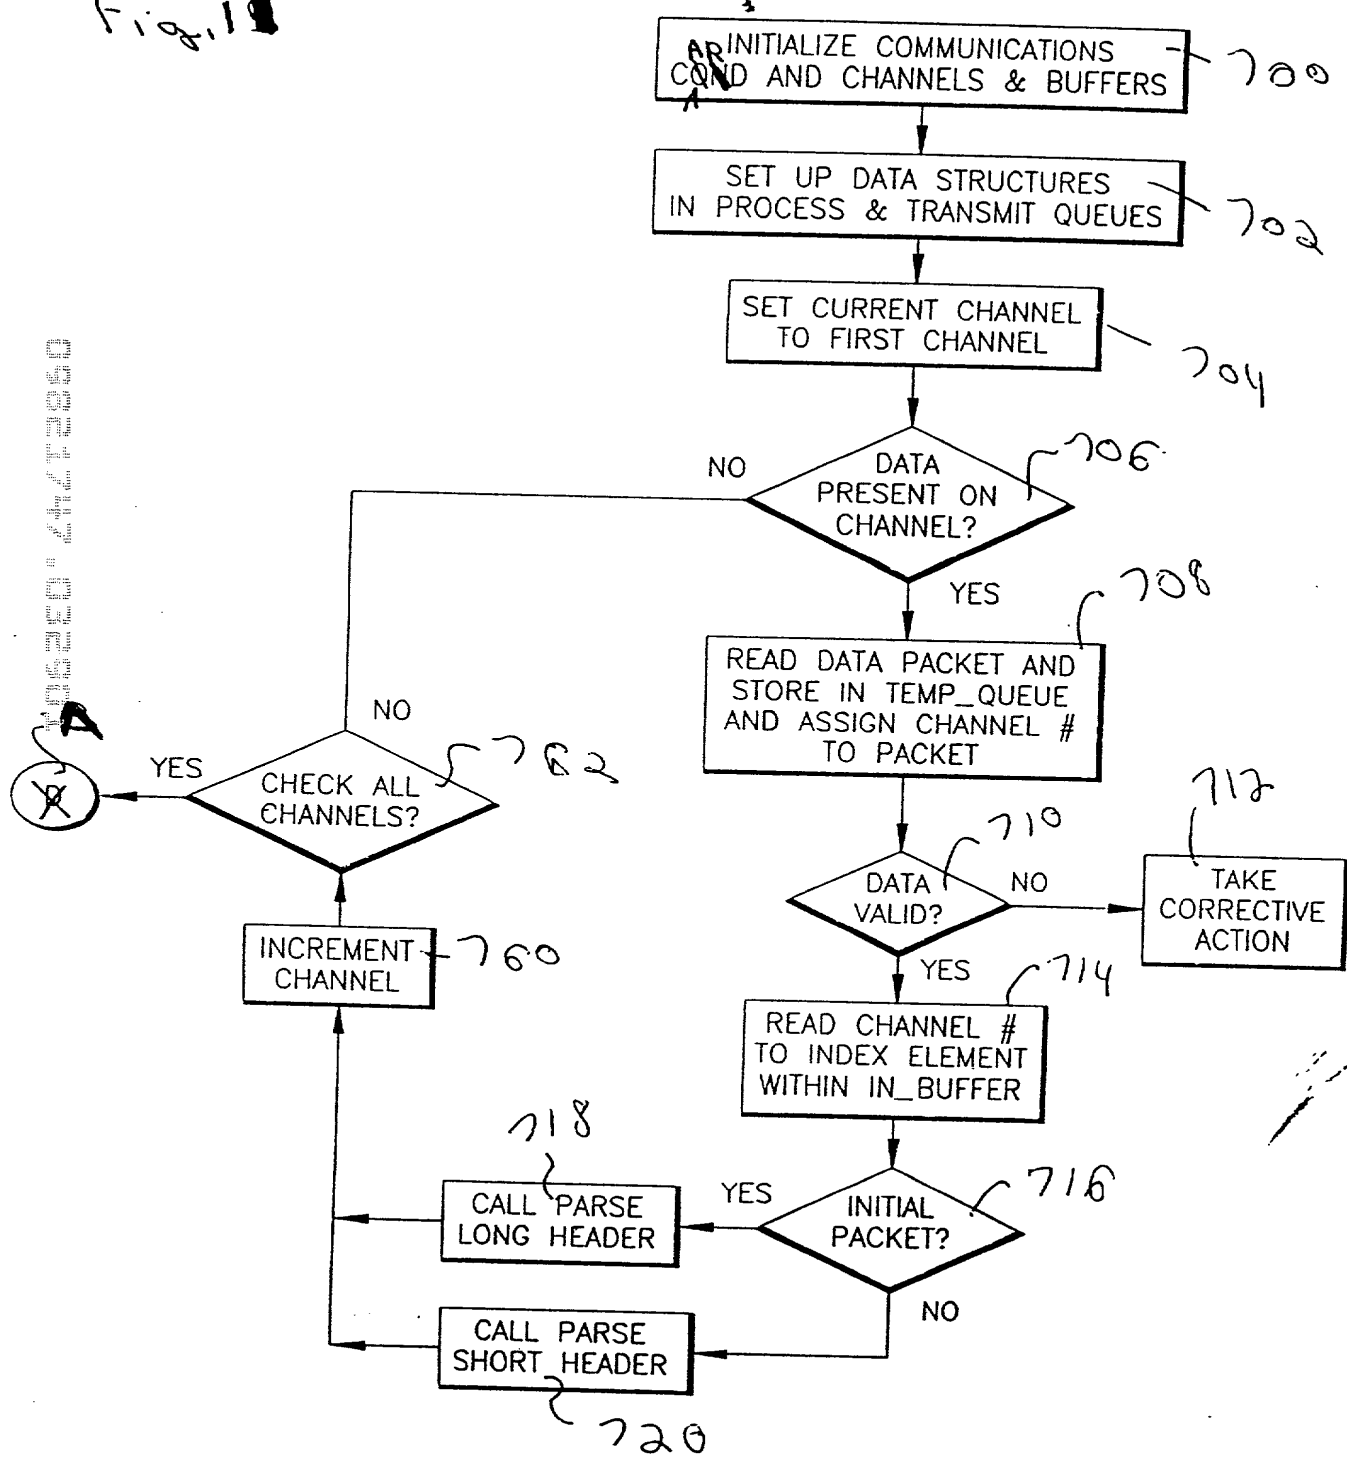 Fig.11
INITIALIZE COMMUNICATIONS
CARD AND CHANNELS & BUFFERS
700
SET UP DATA STRUCTURES
IN PROCESS & TRANSMIT QUEUES
702
SET CURRENT CHANNEL
TO FIRST CHANNEL
704
DATA
PRESENT ON
CHANNEL?
706
NO
YES
708
READ DATA PACKET AND
STORE IN TEMP_QUEUE
AND ASSIGN CHANNEL #
TO PACKET
A
NO
YES
CHECK ALL
CHANNELS?
762
710
712
DATA
VALID?
NO
TAKE
CORRECTIVE
ACTION
YES
INCREMENT
CHANNEL
760
714
READ CHANNEL #
TO INDEX ELEMENT
WITHIN IN_BUFFER
718
CALL PARSE
LONG HEADER
YES
INITIAL
PACKET?
716
NO
CALL PARSE
SHORT HEADER
720